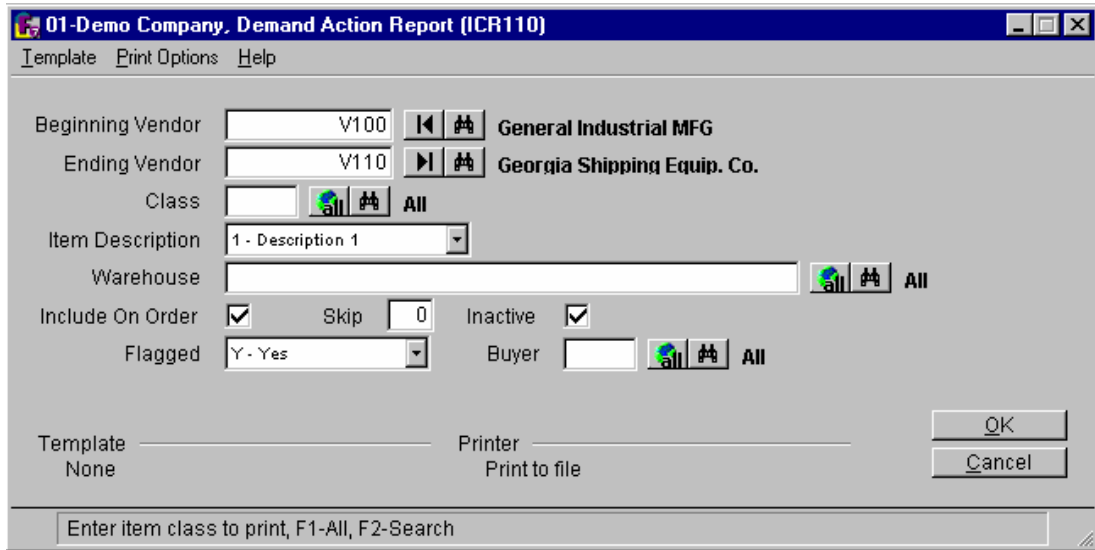 01-Demo Company, Demand Action Report (ICR110)
Template Print Options Help
Beginning Vendor V100 General Industrial MFG
Ending Vendor V110 Georgia Shipping Equip. Co.
Class all All
Item Description 1 - Description 1
Warehouse all All
Include On Order Skip 0 Inactive
Flagged Y - Yes Buyer all All
Template Printer
None Print to file
OK
Cancel
Enter item class to print, F1-All, F2-Search